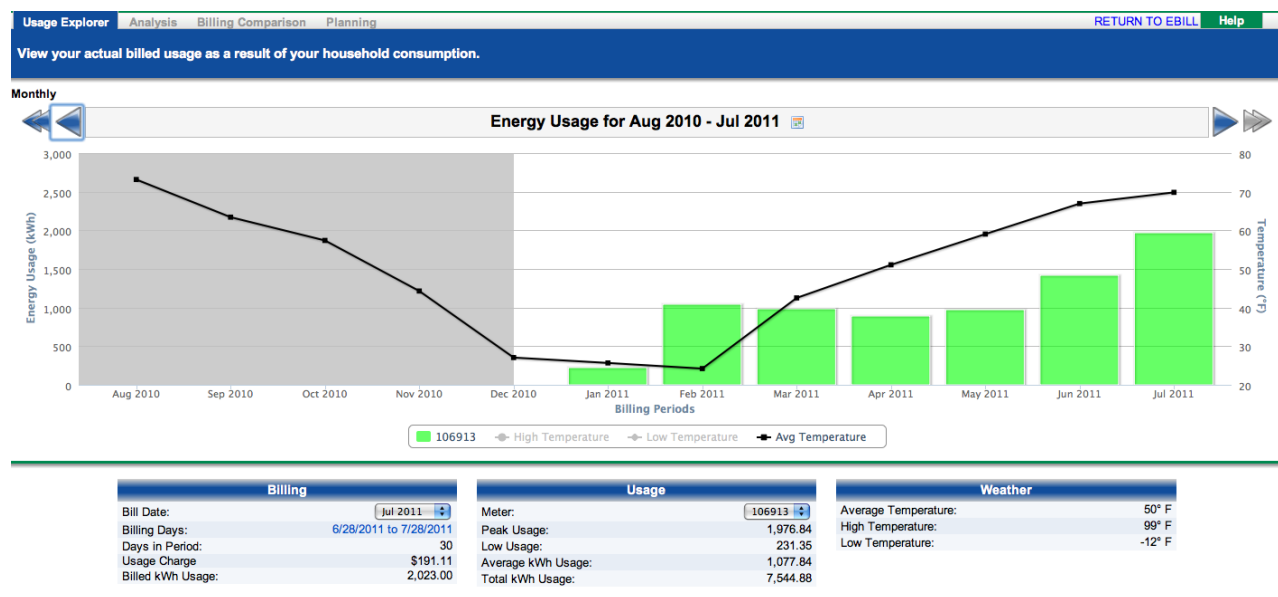 Usage Explorer Analysis Billing Comparison Planning RETURN TO EBILL Help
View your actual billed usage as a result of your household consumption.
Monthly
Energy Usage for Aug 2010 - Jul 2011
3,000 80
2,500 70
2,000 60
1,500 50
1,000 40
500 30
0 20
Energy Usage (kWh)
Temperature (°F)
Aug 2010 Sep 2010 Oct 2010 Nov 2010 Dec 2010 Jan 2011 Feb 2011 Mar 2011 Apr 2011 May 2011 Jun 2011 Jul 2011
Billing Periods
106913 High Temperature Low Temperature Avg Temperature
Billing
Bill Date: Jul 2011
Billing Days: 6/28/2011 to 7/28/2011
Days in Period: 30
Usage Charge $191.11
Billed kWh Usage: 2,023.00
Usage
Meter: 106913
Peak Usage: 1,976.84
Low Usage: 231.35
Average kWh Usage: 1,077.84
Total kWh Usage: 7,544.88
Weather
Average Temperature: 50° F
High Temperature: 99° F
Low Temperature: -12° F